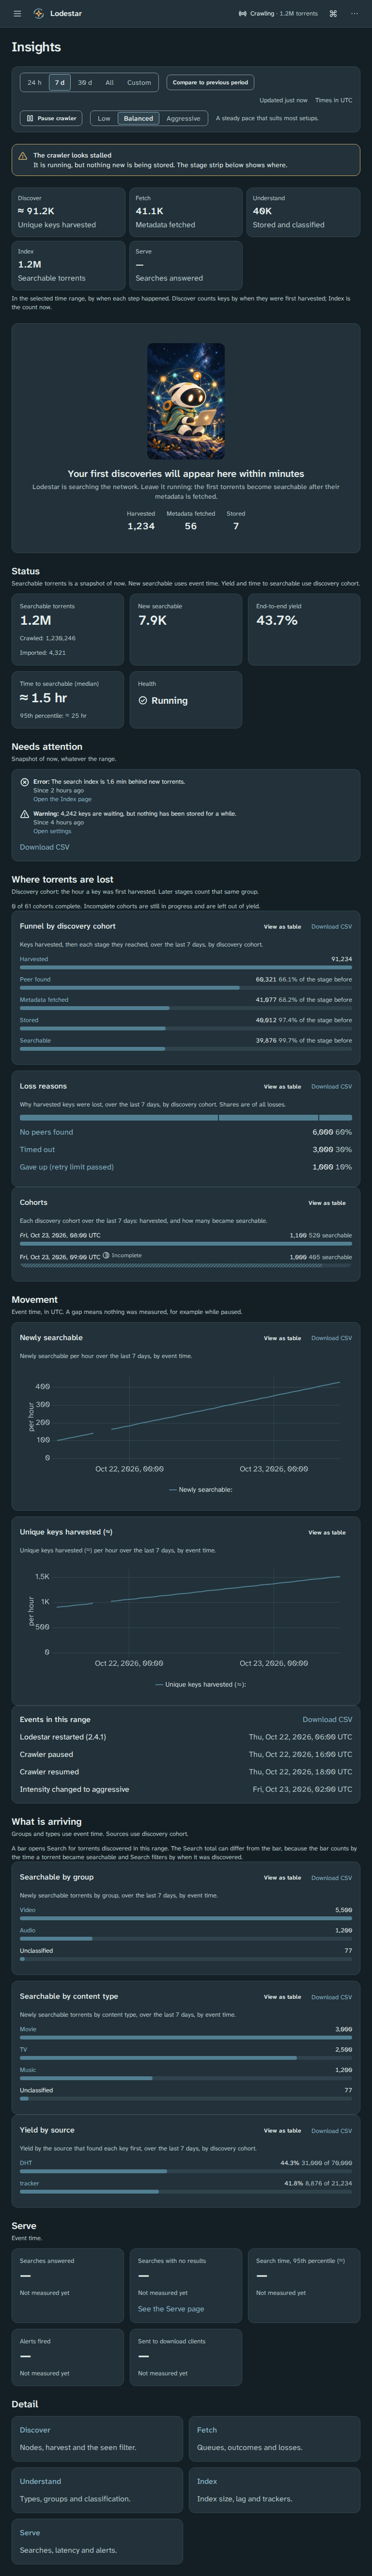 Lodestar
Crawling · 1.2M torrents
Insights
24 h 7 d 30 d All Custom
Compare to previous period
Updated just now Times in UTC
Pause crawler
Low Balanced Aggressive
A steady pace that suits most setups.
The crawler looks stalled
It is running, but nothing new is being stored. The stage strip below shows where.
Discover
≈ 91.2K
Unique keys harvested
Fetch
41.1K
Metadata fetched
Understand
40K
Stored and classified
Index
1.2M
Searchable torrents
Serve
—
Searches answered
In the selected time range, by when each step happened. Discover counts keys by when they were first harvested; Index is
the count now.
Your first discoveries will appear here within minutes
Lodestar is searching the network. Leave it running: the first torrents become searchable after their
metadata is fetched.
Harvested Metadata fetched Stored
1,234 56 7
Status
Searchable torrents is a snapshot of now. New searchable uses event time. Yield and time to searchable use discovery cohort.
Searchable torrents
1.2M
Crawled: 1,230,246
Imported: 4,321
New searchable
7.9K
End-to-end yield
43.7%
Time to searchable (median)
≈ 1.5 hr
95th percentile: ≈ 25 hr
Health
Running
Needs attention
Snapshot of now, whatever the range.
Error: The search index is 1.6 min behind new torrents.
Since 2 hours ago
Open the Index page
Warning: 4,242 keys are waiting, but nothing has been stored for a while.
Since 4 hours ago
Open settings
Download CSV
Where torrents are lost
Discovery cohort: the hour a key was first harvested. Later stages count that same group.
0 of 61 cohorts complete. Incomplete cohorts are still in progress and are left out of yield.
Funnel by discovery cohort
View as table Download CSV
Keys harvested, then each stage they reached, over the last 7 days, by discovery cohort.
Harvested 91,234
Peer found 60,321 66.1% of the stage before
Metadata fetched 41,077 68.2% of the stage before
Stored 40,012 97.4% of the stage before
Searchable 39,876 99.7% of the stage before
Loss reasons
View as table Download CSV
Why harvested keys were lost, over the last 7 days, by discovery cohort. Shares are of all losses.
No peers found 6,000 60%
Timed out 3,000 30%
Gave up (retry limit passed) 1,000 10%
Cohorts
View as table
Each discovery cohort over the last 7 days: harvested, and how many became searchable.
Fri, Oct 23, 2026, 08:00 UTC 1,100 520 searchable
Fri, Oct 23, 2026, 09:00 UTC Incomplete 1,000 405 searchable
Movement
Event time, in UTC. A gap means nothing was measured, for example while paused.
Newly searchable
View as table Download CSV
Newly searchable per hour over the last 7 days, by event time.
400
300
200
100
0
per hour
Oct 22, 2026, 00:00 Oct 23, 2026, 00:00
Newly searchable:
Unique keys harvested (≈)
View as table
Unique keys harvested (≈) per hour over the last 7 days, by event time.
1.5K
1K
500
0
per hour
Oct 22, 2026, 00:00 Oct 23, 2026, 00:00
Unique keys harvested (≈):
Events in this range
Download CSV
Lodestar restarted (2.4.1) Thu, Oct 22, 2026, 06:00 UTC
Crawler paused Thu, Oct 22, 2026, 16:00 UTC
Crawler resumed Thu, Oct 22, 2026, 18:00 UTC
Intensity changed to aggressive Fri, Oct 23, 2026, 02:00 UTC
What is arriving
Groups and types use event time. Sources use discovery cohort.
A bar opens Search for torrents discovered in this range. The Search total can differ from the bar, because the bar counts by
the time a torrent became searchable and Search filters by when it was discovered.
Searchable by group
View as table Download CSV
Newly searchable torrents by group, over the last 7 days, by event time.
Video 5,500
Audio 1,200
Unclassified 77
Searchable by content type
View as table Download CSV
Newly searchable torrents by content type, over the last 7 days, by event time.
Movie 3,000
TV 2,500
Music 1,200
Unclassified 77
Yield by source
View as table Download CSV
Yield by the source that found each key first, over the last 7 days, by discovery cohort.
DHT 44.3% 31,000 of 70,000
tracker 41.8% 8,876 of 21,234
Serve
Event time.
Searches answered
—
Not measured yet
Searches with no results
—
Not measured yet
See the Serve page
Search time, 95th percentile (≈)
—
Not measured yet
Alerts fired
—
Not measured yet
Sent to download clients
—
Not measured yet
Detail
Discover
Nodes, harvest and the seen filter.
Fetch
Queues, outcomes and losses.
Understand
Types, groups and classification.
Index
Index size, lag and trackers.
Serve
Searches, latency and alerts.